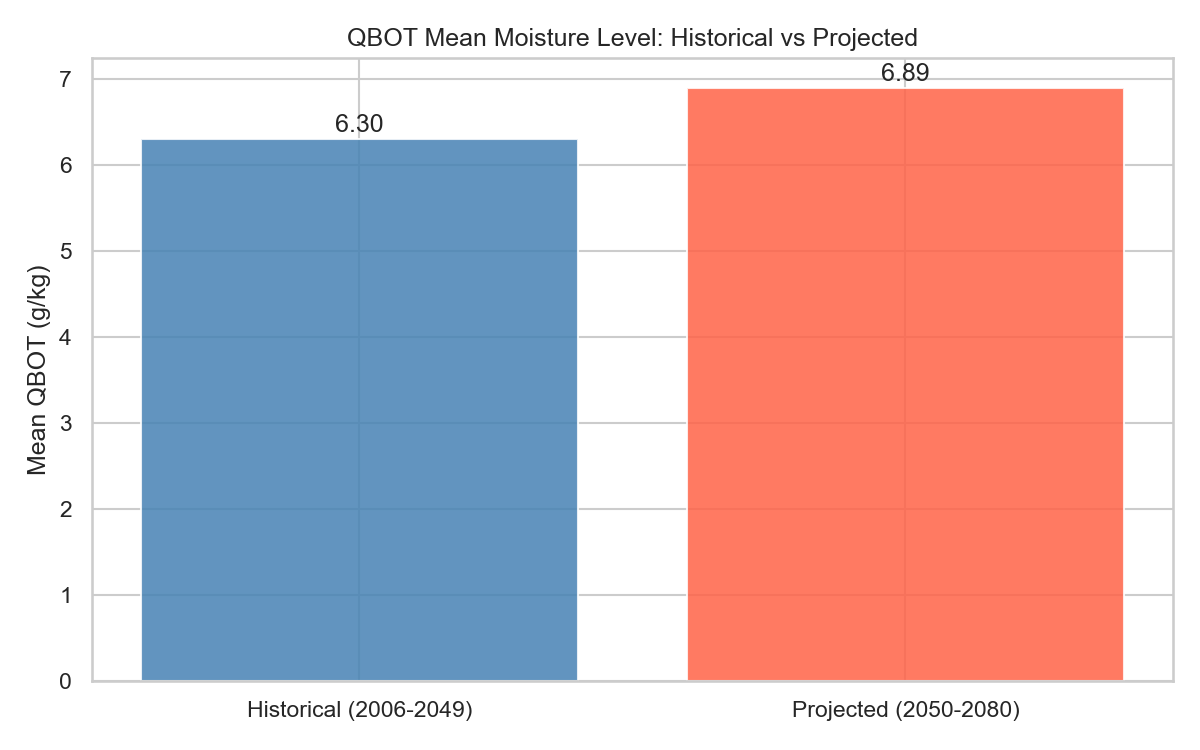 QBOT Mean Moisture Level: Historical vs Projected
Mean QBOT (g/kg)
7
6
5
4
3
2
1
0
6.30
6.89
Historical (2006-2049)
Projected (2050-2080)